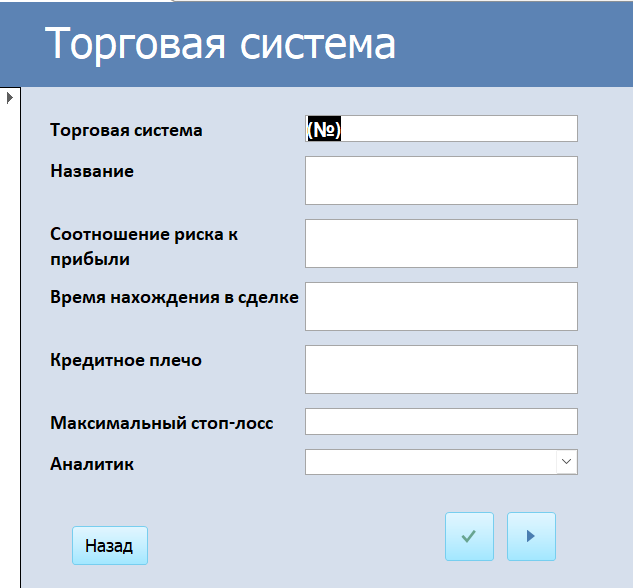 Торговая система
Торговая система (№)
Название
Соотношение риска к
прибыли
Время нахождения в сделке
Кредитное плечо
Максимальный стоп-лосс
Аналитик
Назад